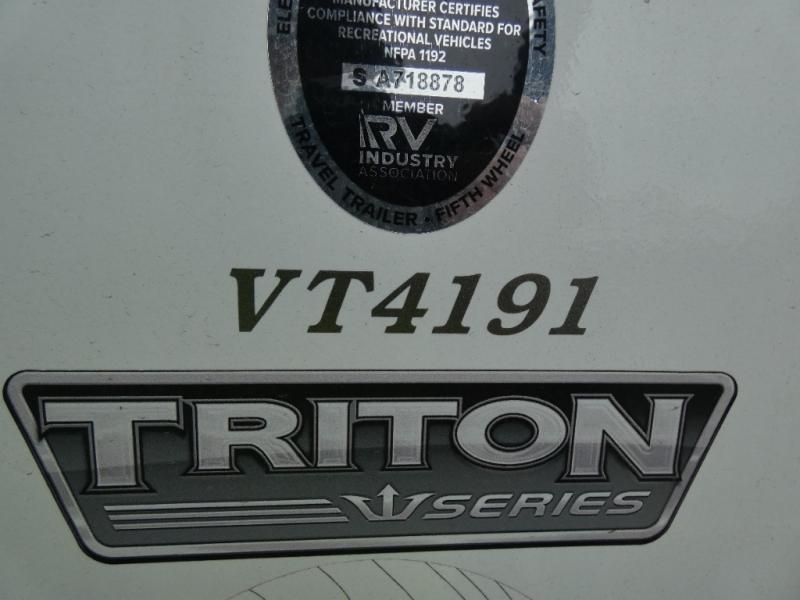 MANUFACTURER CERTIFIES
COMPLIANCE WITH STANDARD FOR
RECREATIONAL VEHICLES
NFPA 1192
S A718878
MEMBER
RV
INDUSTRY
ASSOCIATION
TRAVEL TRAILER • FIFTH WHEEL
VT4191
TRITON
SERIES